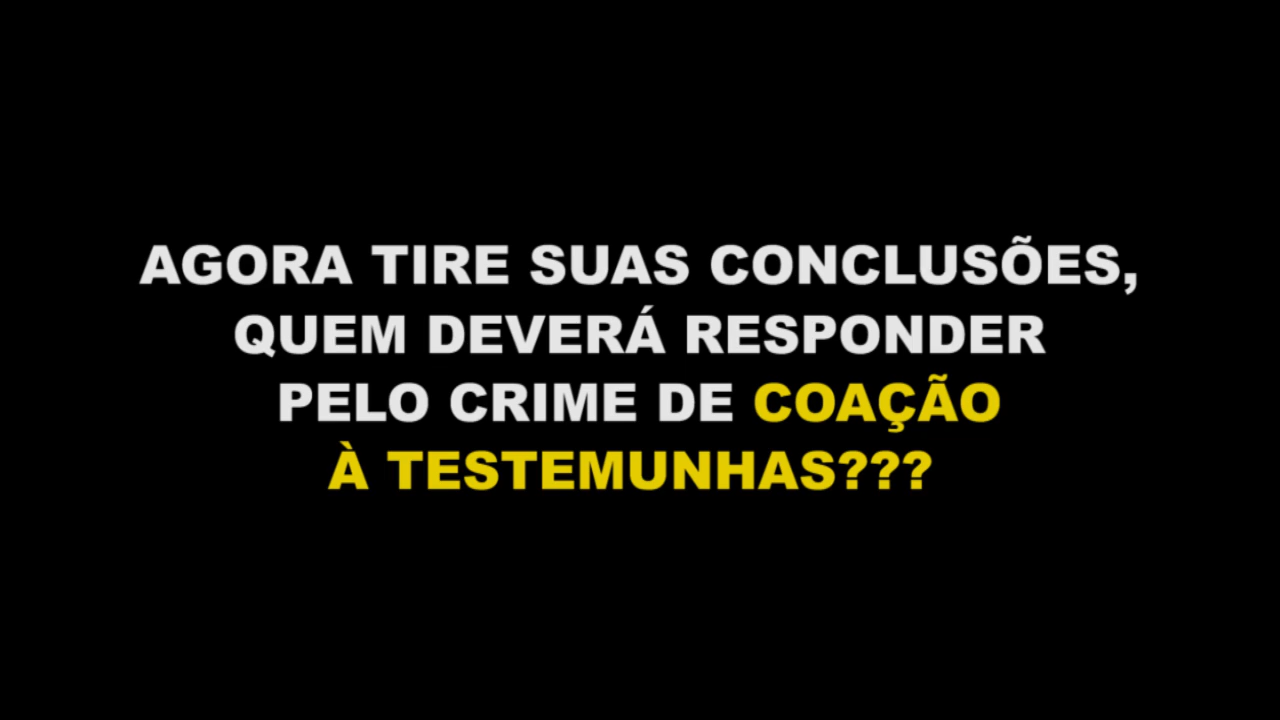 AGORA TIRE SUAS CONCLUSÕES,
QUEM DEVERÁ RESPONDER
PELO CRIME DE COAÇÃO
À TESTEMUNHAS???